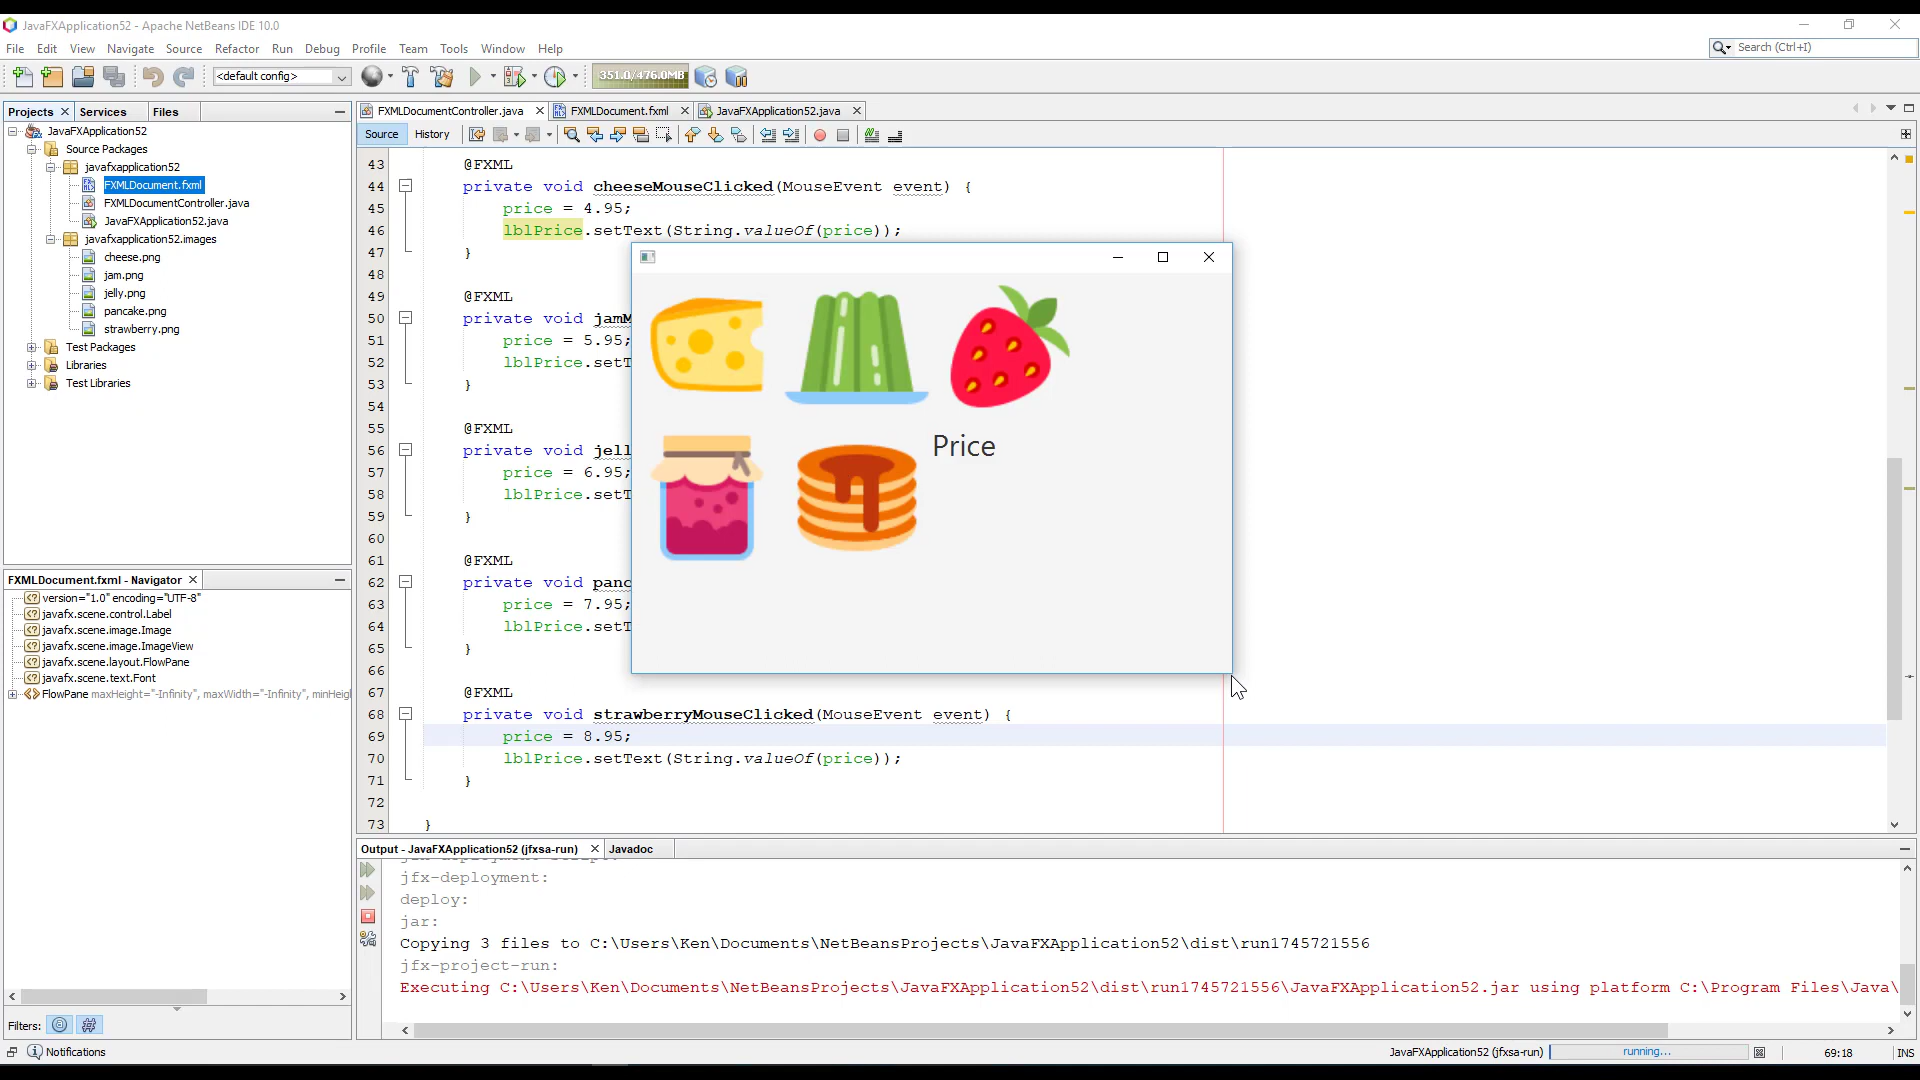 JavaFXApplication52 - Apache NetBeans IDE 10.0
File Edit View Navigate Source Refactor Run Debug Profile Team Tools Window Help
Search (Ctrl+I)
<default config>
351.0/476.0MB
Projects Services Files
JavaFXApplication52
Source Packages
javafxapplication52
FXMLDocument.fxml
FXMLDocumentController.java
JavaFXApplication52.java
javafxapplication52.images
cheese.png
jam.png
jelly.png
pancake.png
strawberry.png
Test Packages
Libraries
Test Libraries
FXMLDocument.fxml - Navigator
version="1.0" encoding="UTF-8"
javafx.scene.control.Label
javafx.scene.image.Image
javafx.scene.image.ImageView
javafx.scene.layout.FlowPane
javafx.scene.text.Font
FlowPane maxHeight="-Infinity", maxWidth="-Infinity", minHeig
Filters:
FXMLDocumentController.java FXMLDocument.fxml JavaFXApplication52.java
Source History
43 @FXML
44 private void cheeseMouseClicked(MouseEvent event) {
45 price = 4.95;
46 lblPrice.setText(String.valueOf(price));
47 }
48
49 @FXML
50 private void jamM
51 price = 5.95;
52 lblPrice.setT
53 }
54
55 @FXML
56 private void jell
57 price = 6.95;
58 lblPrice.setT
59 }
60
61 @FXML
62 private void panc
63 price = 7.95;
64 lblPrice.setT
65 }
66
67 @FXML
68 private void strawberryMouseClicked(MouseEvent event) {
69 price = 8.95;
70 lblPrice.setText(String.valueOf(price));
71 }
72
73 }
Price
Output - JavaFXApplication52 (jfxsa-run) Javadoc
jfx-deployment:
deploy:
jar:
Copying 3 files to C:\Users\Ken\Documents\NetBeansProjects\JavaFXApplication52\dist\run1745721556
jfx-project-run:
Executing C:\Users\Ken\Documents\NetBeansProjects\JavaFXApplication52\dist\run1745721556\JavaFXApplication52.jar using platform C:\Program Files\Java\
Notifications
JavaFXApplication52 (jfxsa-run) running... 69:18 INS